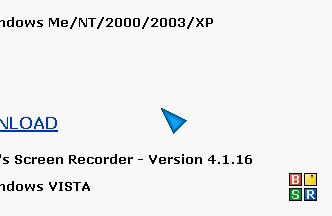 ndows Me/NT/2000/2003/XP
NLOAD
's Screen Recorder - Version 4.1.16
ndows VISTA
B
S R